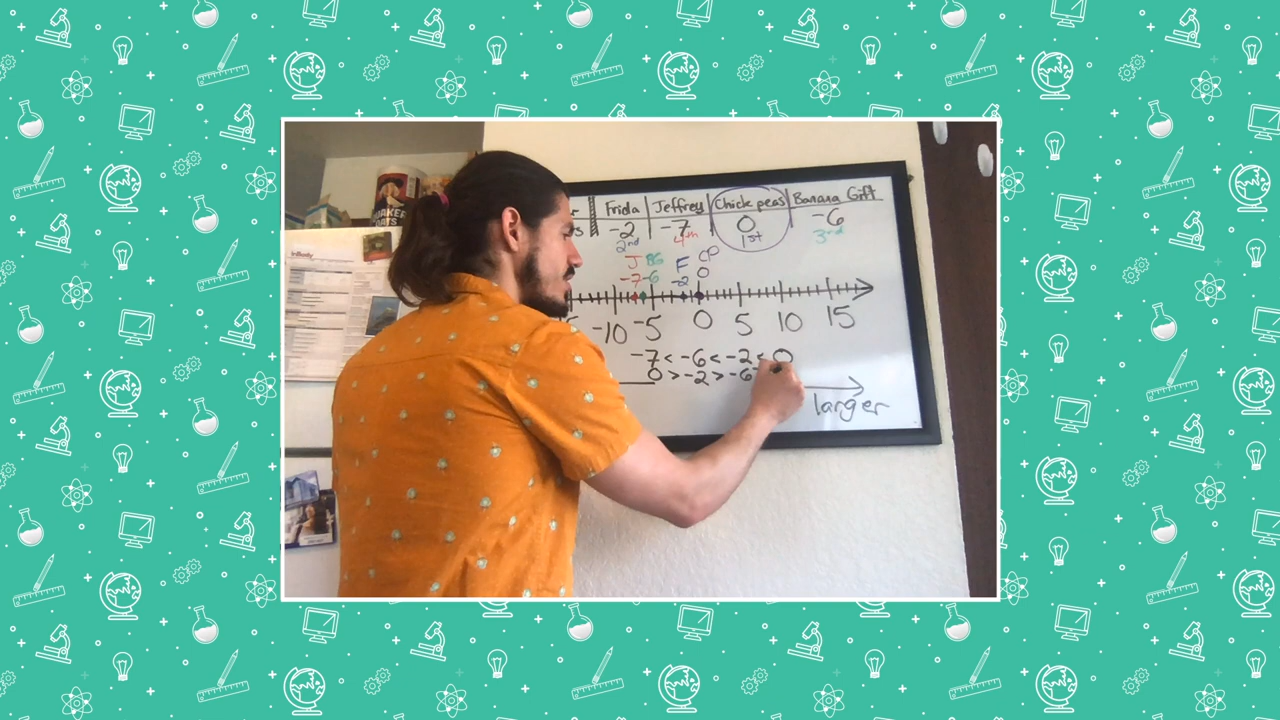 QUAKER
OATS
Frida Jeffrey Chick peas Banana Gift
-2 -7 0 -6
2nd 4th 1st 3rd
J BG F CP
-7 -6 -2 0
-10 -5 0 5 10 15
-7 < -6 < -2 < 0
0 > -2 > -6
larger